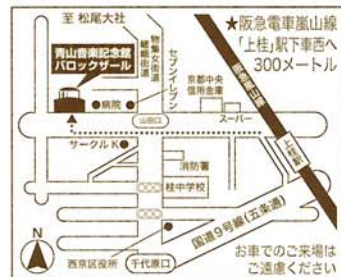 至 松尾大社
物集女街道
嵯峨街道
セブンイレブン
★阪急電車嵐山線
「上桂」駅下車西へ
300メートル
青山音楽記念館
バロックザール
病院
京都中央
信用金庫
阪急嵐山線
山田口
スーパー
サークルK
消防署
上桂駅
桂中学校
国道9号線(五条通)
N
西京区役所
千代原口
お車でのご来場は
ご遠慮ください